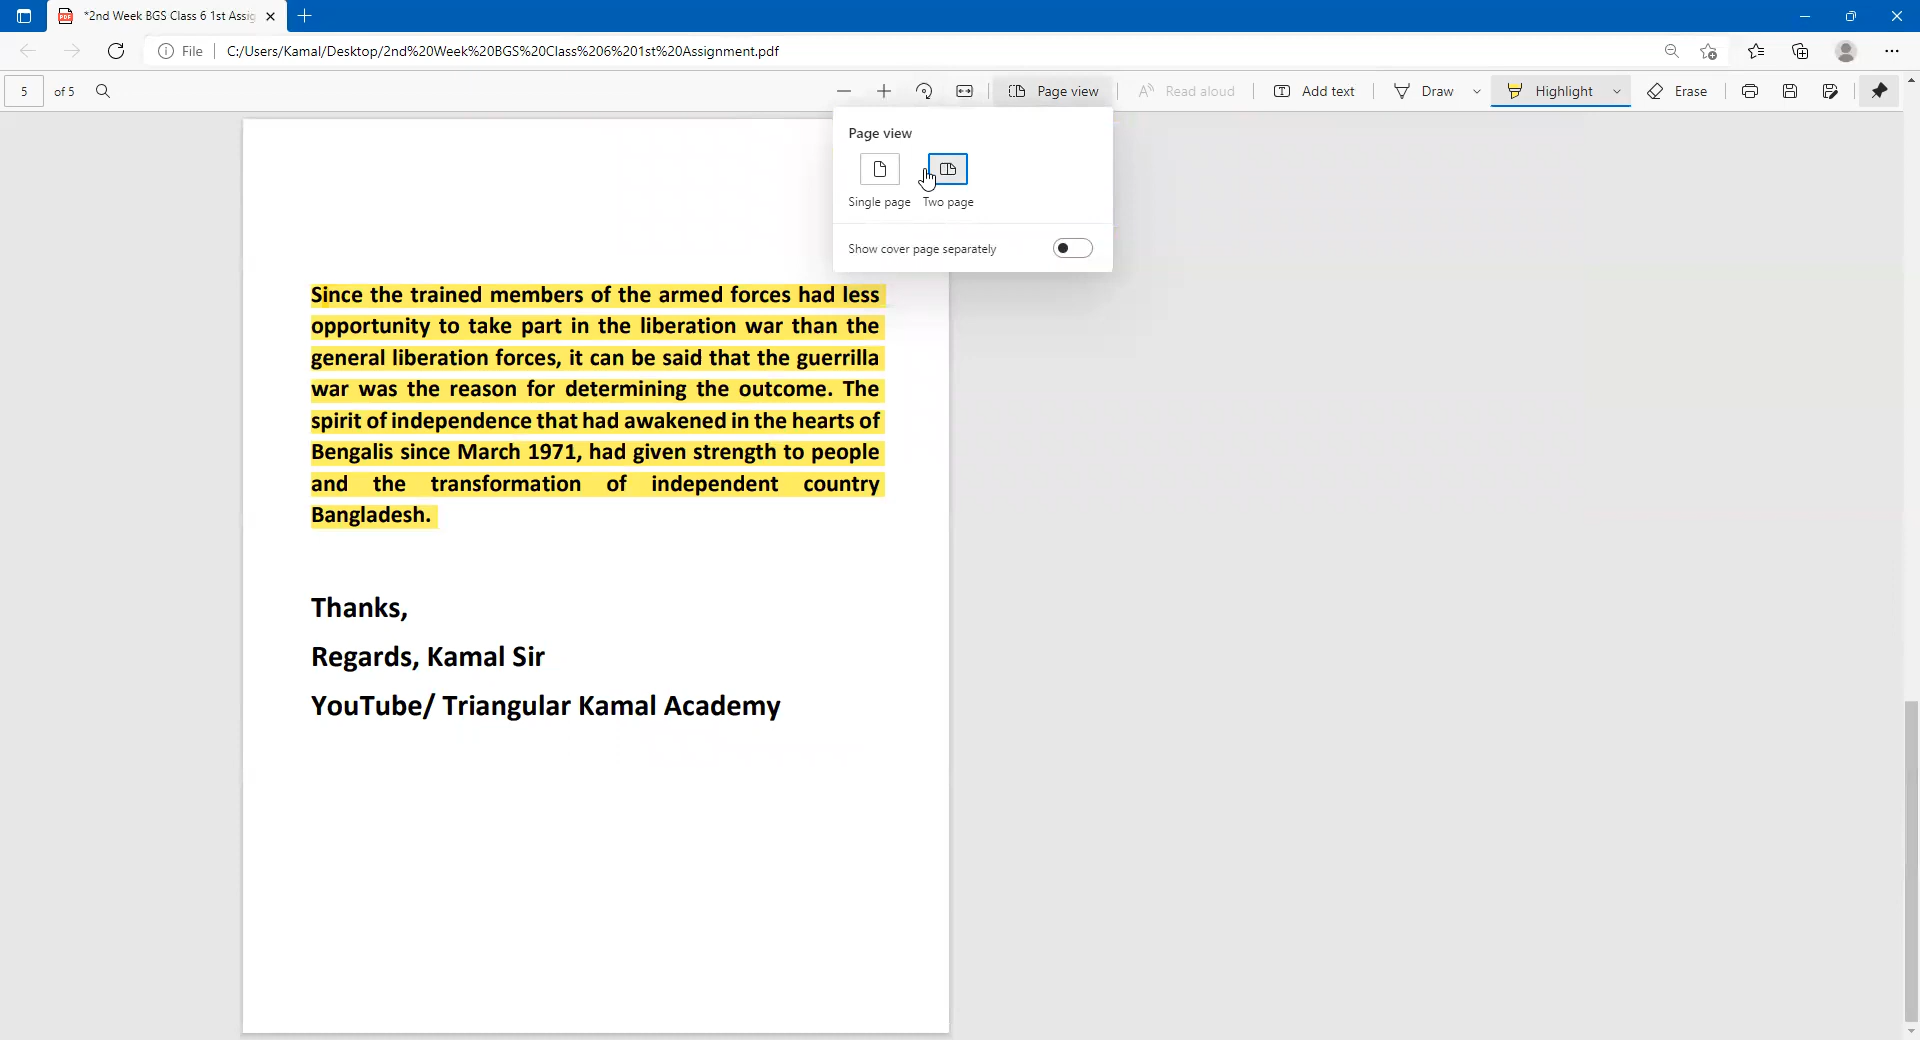 *2nd Week BGS Class 6 1st Assig
File
C:/Users/Kamal/Desktop/2nd%20Week%20BGS%20Class%206%201st%20Assignment.pdf
5 of 5
Page view
Read aloud
Add text
Draw
Highlight
Erase
Page view
Single page
Two page
Show cover page separately
Since the trained members of the armed forces had less
opportunity to take part in the liberation war than the
general liberation forces, it can be said that the guerrilla
war was the reason for determining the outcome. The
spirit of independence that had awakened in the hearts of
Bengalis since March 1971, had given strength to people
and the transformation of independent country
Bangladesh.
Thanks,
Regards, Kamal Sir
YouTube/ Triangular Kamal Academy